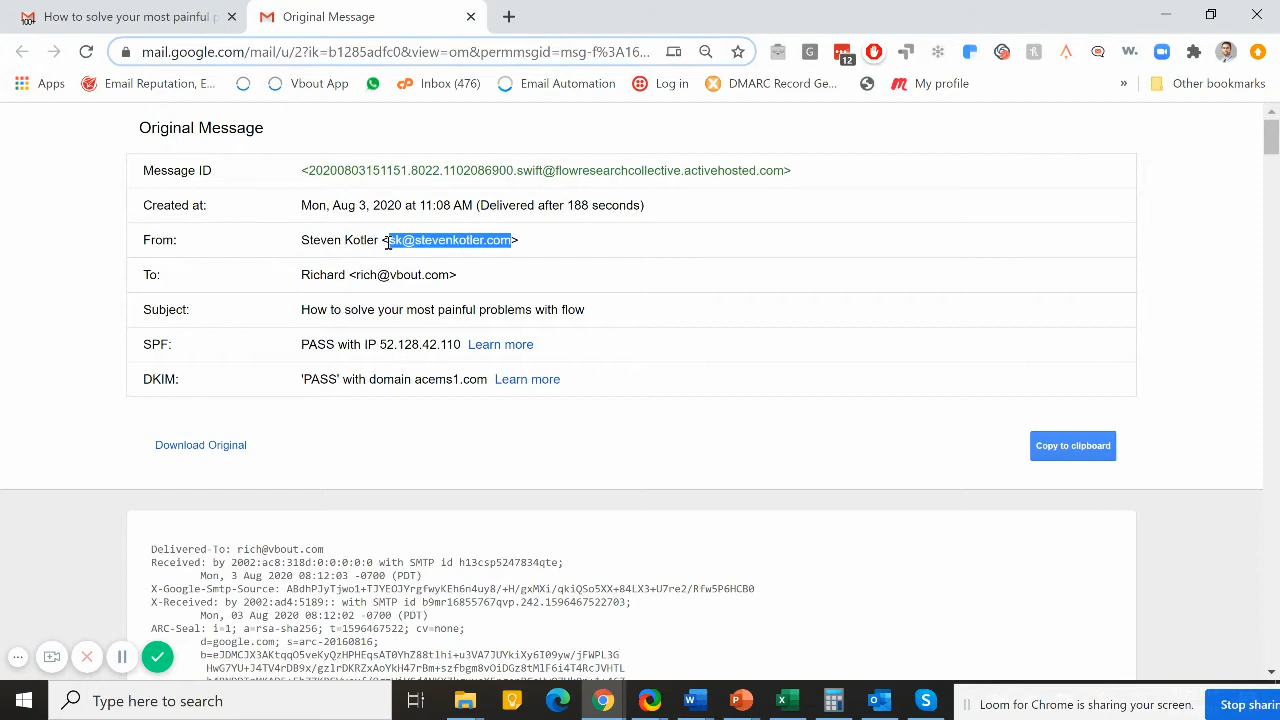 100+ How to solve your most painful p
Original Message
mail.google.com/mail/u/2?ik=b1285adfc0&view=om&permmsgid=msg-f%3A16...
12
Apps
Email Reputation, E...
Vbout App
Inbox (476)
Email Automation
Log in
DMARC Record Ge...
My profile
»
Other bookmarks
Original Message
Message ID <20200803151151.8022.1102086900.swift@flowresearchcollective.activehosted.com>
Created at: Mon, Aug 3, 2020 at 11:08 AM (Delivered after 188 seconds)
From: Steven Kotler <sk@stevenkotler.com>
To: Richard <rich@vbout.com>
Subject: How to solve your most painful problems with flow
SPF: PASS with IP 52.128.42.110 Learn more
DKIM: 'PASS' with domain acems1.com Learn more
Download Original
Copy to clipboard
Delivered-To: rich@vbout.com
Received: by 2002:ac8:318d:0:0:0:0:0 with SMTP id h13csp5247834qte;
Mon, 3 Aug 2020 08:12:03 -0700 (PDT)
X-Google-Smtp-Source: ABdhPJyTjwo1+TJYEOJYrgfwyKEh6n4uy8/+H/gxMXi/qkiQSo5XX+84LX3+U7re2/Rfw5P6HCB0
X-Received: by 2002:ad4:5189:: with SMTP id b9mr16855767qvp.242.1596467522703;
Mon, 03 Aug 2020 08:12:02 -0700 (PDT)
ARC-Seal: i=1; a=rsa-sha256; t=1596467522; cv=none;
d=google.com; s=arc-20160816;
Type here to search
Loom for Chrome is sharing your screen.
Stop sharin